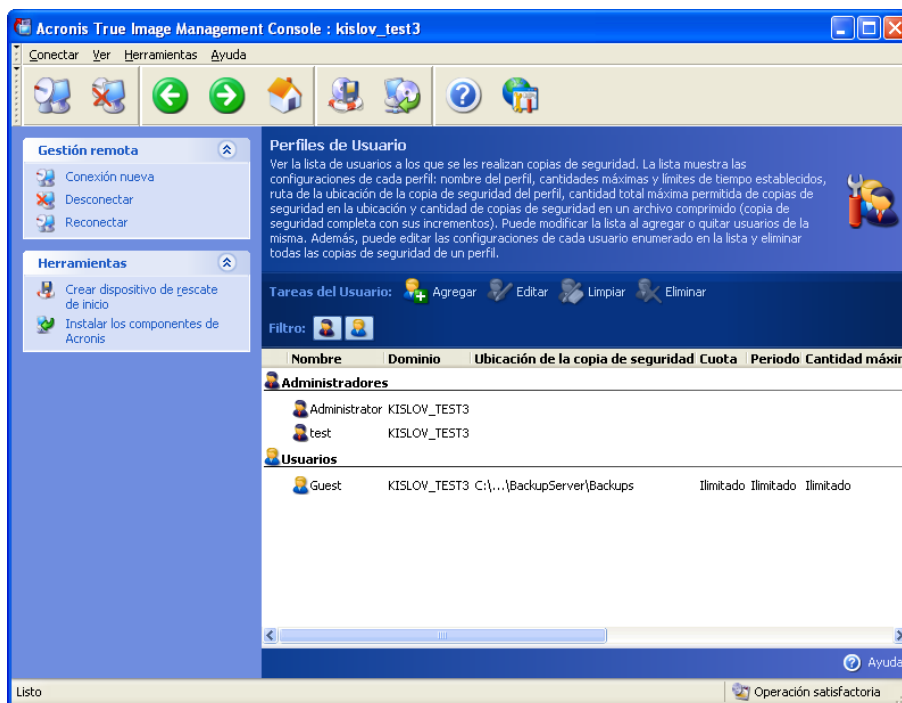 Acronis True Image Management Console : kislov_test3
Conectar Ver Herramientas Ayuda
Gestión remota
Conexión nueva
Desconectar
Reconectar
Herramientas
Crear dispositivo de rescate
de inicio
Instalar los componentes de
Acronis
Perfiles de Usuario
Ver la lista de usuarios a los que se les realizan copias de seguridad. La lista muestra las
configuraciones de cada perfil: nombre del perfil, cantidades máximas y límites de tiempo establecidos,
ruta de la ubicación de la copia de seguridad del perfil, cantidad total máxima permitida de copias de
seguridad en la ubicación y cantidad de copias de seguridad en un archivo comprimido (copia de
seguridad completa con sus incrementos). Puede modificar la lista al agregar o quitar usuarios de la
misma. Además, puede editar las configuraciones de cada usuario enumerado en la lista y eliminar
todas las copias de seguridad de un perfil.
Tareas del Usuario: Agregar Editar Limpiar Eliminar
Filtro:
Nombre Dominio Ubicación de la copia de seguridad Cuota Periodo Cantidad máxir
Administradores
Administrator KISLOV_TEST3
test KISLOV_TEST3
Usuarios
Guest KISLOV_TEST3 C:\...\BackupServer\Backups Ilimitado Ilimitado Ilimitado
Ayuda
Listo Operación satisfactoria